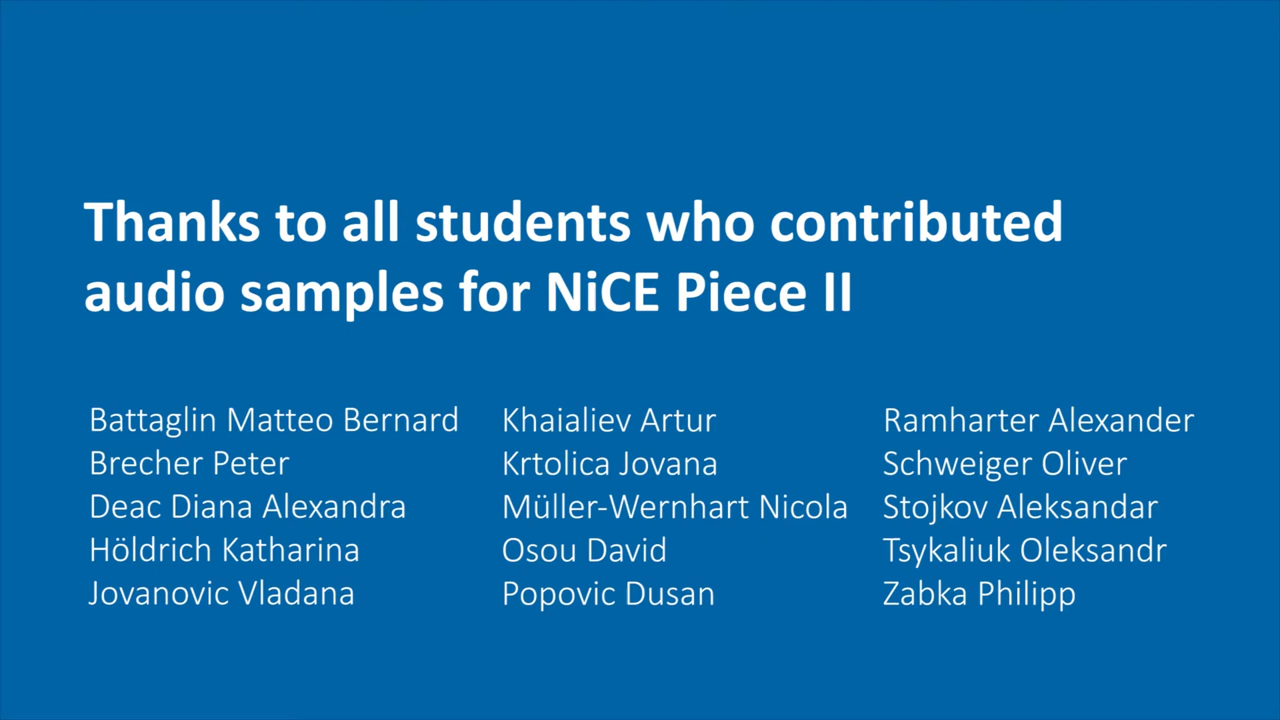 Thanks to all students who contributed
audio samples for NiCE Piece II
Battaglin Matteo Bernard
Brecher Peter
Deac Diana Alexandra
Höldrich Katharina
Jovanovic Vladana
Khaialiev Artur
Krtolica Jovana
Müller-Wernhart Nicola
Osou David
Popovic Dusan
Ramharter Alexander
Schweiger Oliver
Stojkov Aleksandar
Tsykaliuk Oleksandr
Zabka Philipp